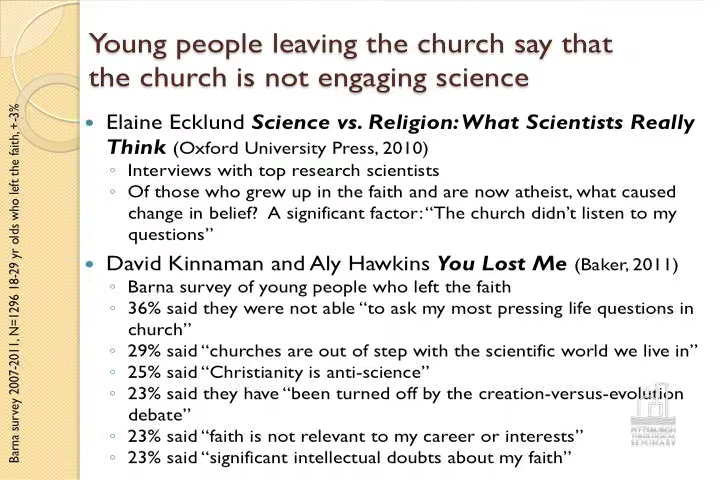 Young people leaving the church say that
the church is not engaging science
• Elaine Ecklund Science vs. Religion: What Scientists Really
Think (Oxford University Press, 2010)
◦ Interviews with top research scientists
◦ Of those who grew up in the faith and are now atheist, what caused
change in belief? A significant factor: “The church didn’t listen to my
questions”
• David Kinnaman and Aly Hawkins You Lost Me (Baker, 2011)
◦ Barna survey of young people who left the faith
◦ 36% said they were not able “to ask my most pressing life questions in
church”
◦ 29% said “churches are out of step with the scientific world we live in”
◦ 25% said “Christianity is anti-science”
◦ 23% said they have “been turned off by the creation-versus-evolution
debate”
◦ 23% said “faith is not relevant to my career or interests”
◦ 23% said “significant intellectual doubts about my faith”
Barna survey 2007-2011, N=1296 18-29 yr olds who left the faith, +-3%
PITTSBURGH
THEOLOGICAL
SEMINARY